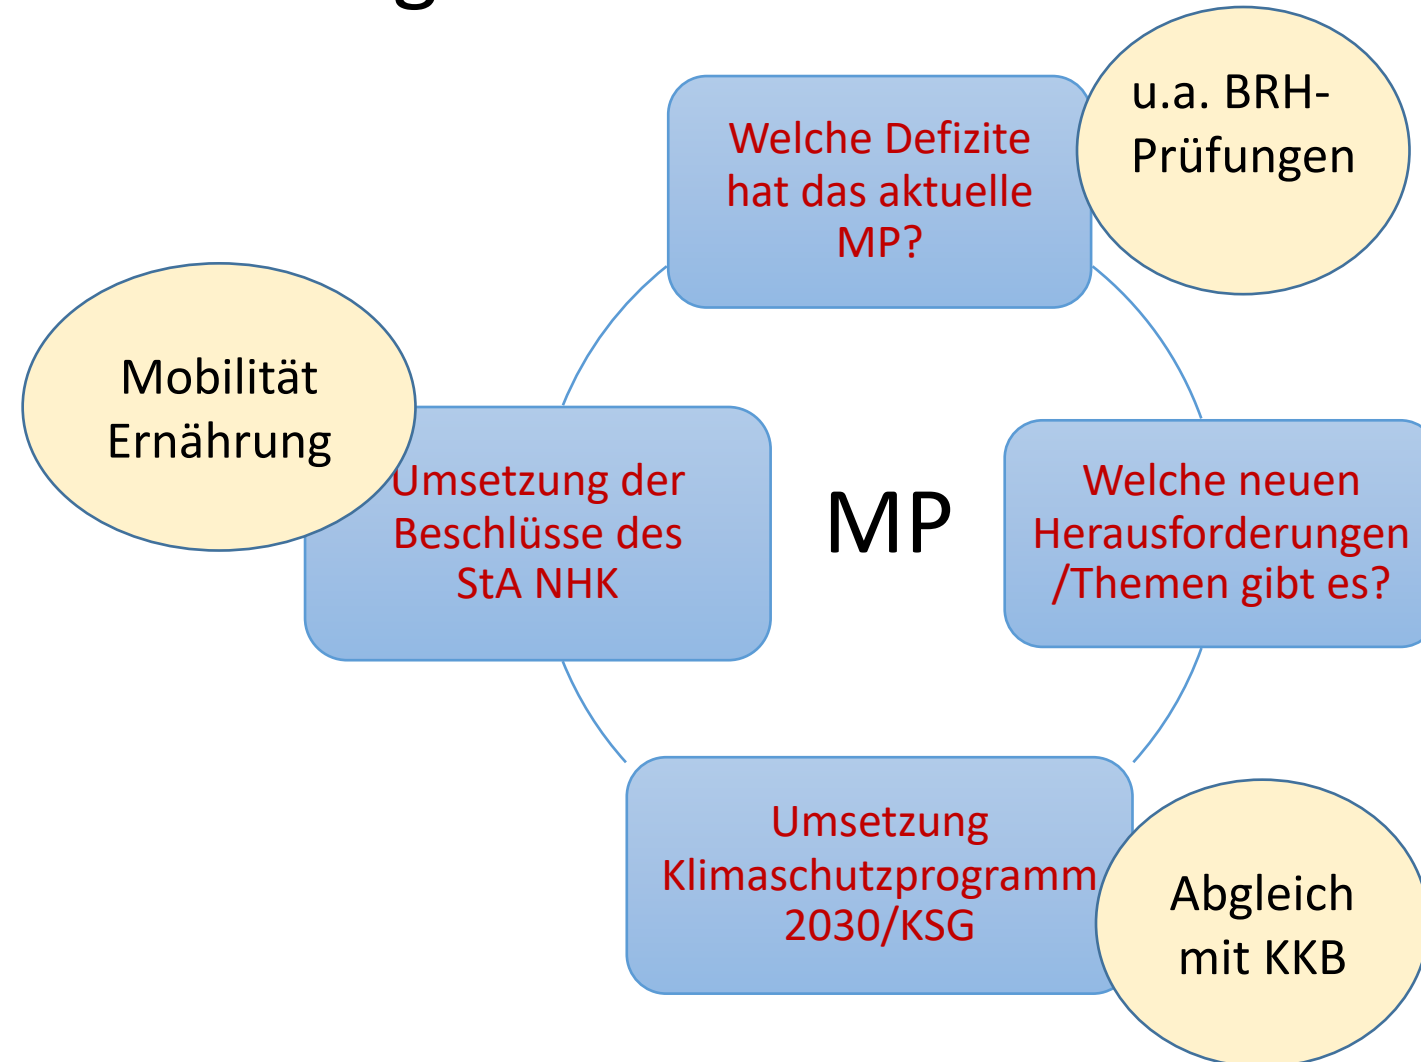 u.a. BRH-
Prüfungen
Welche Defizite
hat das aktuelle
MP?
Mobilität
Ernährung
Umsetzung der
Beschlüsse des
StA NHK
MP
Welche neuen
Herausforderungen
/Themen gibt es?
Umsetzung
Klimaschutzprogramm
2030/KSG
Abgleich
mit KKB